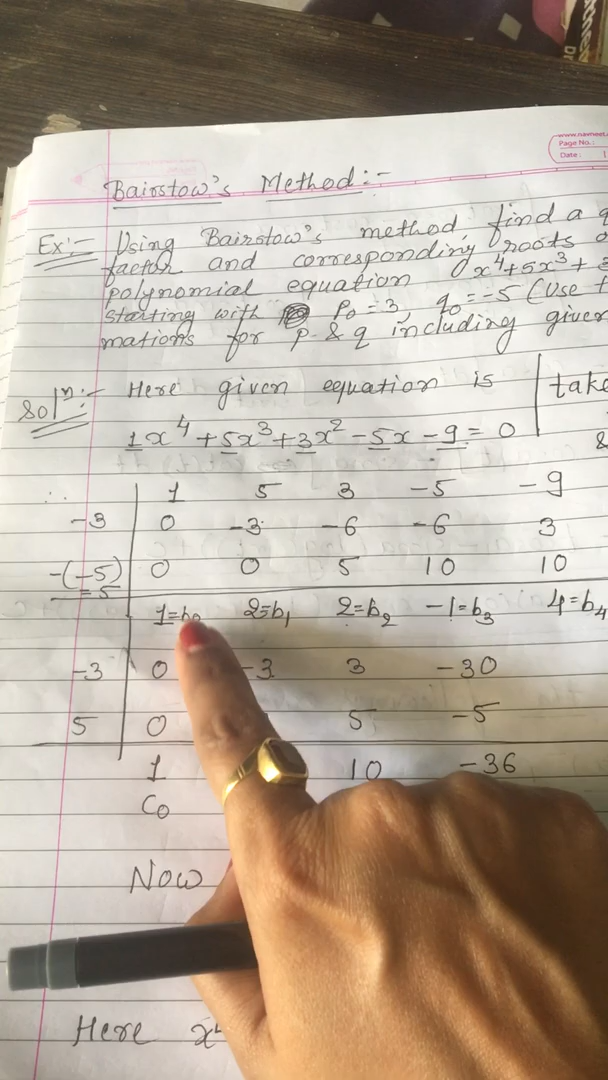 www.navneet.
Page No.:
Date:
Bairstow's Method:-
Ex:- Using Bairstow's method, find a
factor and corresponding roots
polynomial equation x⁴+5x³+
starting with p₀=3, q₀=-5 (Use
mations for p & q including given
Solⁿ:- Here given equation is take
1x⁴+5x³+3x²-5x-9=0 &
∴ 1 5 3 -5 -9
-3 0 -3 -6 -6 3
-(-5) 0 0 5 10 10
=5
1=b₀ 2=b₁ 2=b₂ -1=b₃ 4=b₄
-3 0 -3 3 -30
5 0 5 -5
1 10 -36
C₀
Now
Here